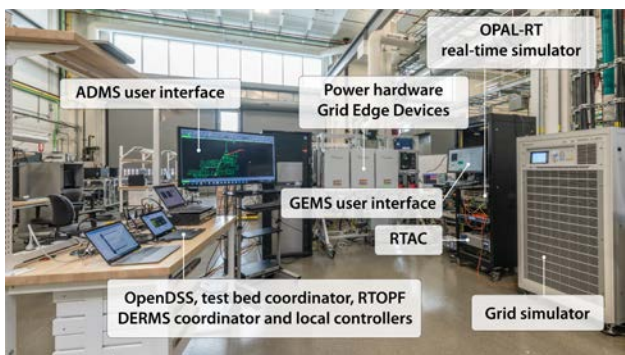 OPAL-RT
real-time simulator
ADMS user interface
Power hardware
Grid Edge Devices
GEMS user interface
RTAC
OpenDSS, test bed coordinator, RTOPF
DERMS coordinator and local controllers
Grid simulator